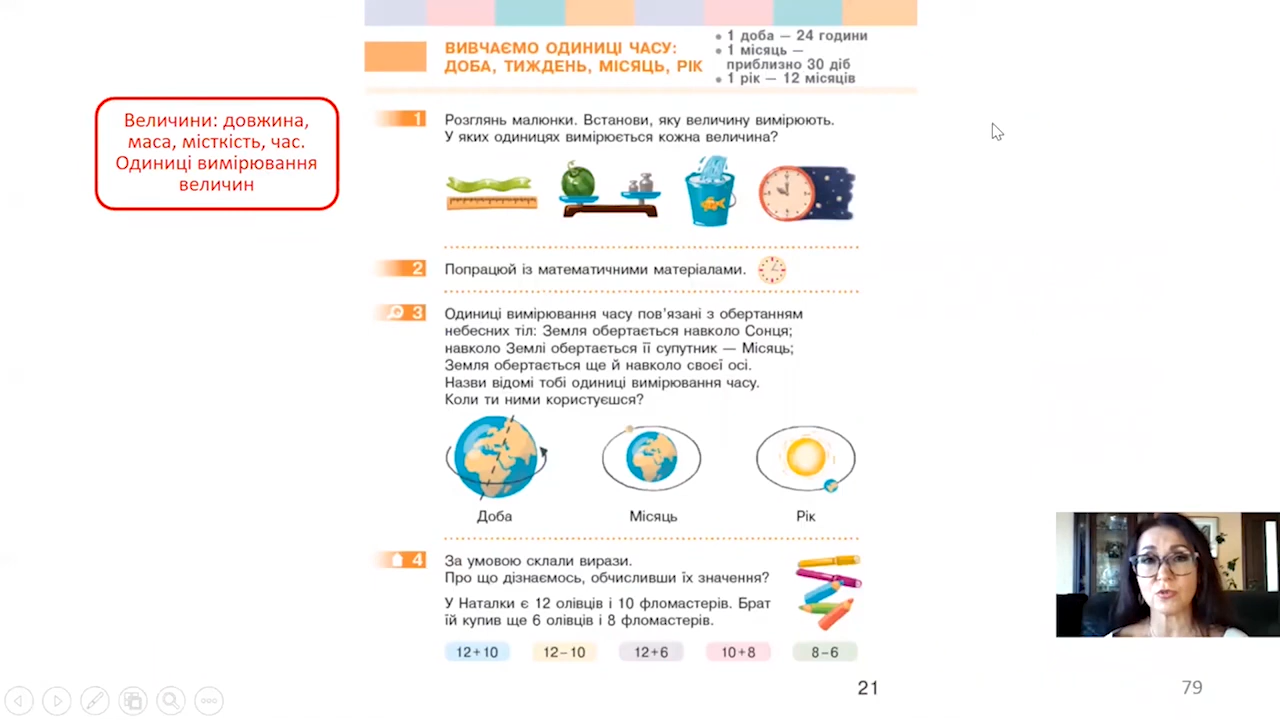 ВИВЧАЄМО ОДИНИЦІ ЧАСУ:
ДОБА, ТИЖДЕНЬ, МІСЯЦЬ, РІК
• 1 доба — 24 години
• 1 місяць —
приблизно 30 діб
• 1 рік — 12 місяців
Величини: довжина,
маса, місткість, час.
Одиниці вимірювання
величин
1
Розглянь малюнки. Встанови, яку величину вимірюють.
У яких одиницях вимірюється кожна величина?
2
Попрацюй із математичними матеріалами.
3
Одиниці вимірювання часу пов'язані з обертанням
небесних тіл: Земля обертається навколо Сонця;
навколо Землі обертається її супутник — Місяць;
Земля обертається ще й навколо своєї осі.
Назви відомі тобі одиниці вимірювання часу.
Коли ти ними користуєшся?
Доба
Місяць
Рік
4
За умовою склали вирази.
Про що дізнаємось, обчисливши їх значення?
У Наталки є 12 олівців і 10 фломастерів. Брат
їй купив ще 6 олівців і 8 фломастерів.
12+10
12−10
12+6
10+8
8−6
21
79